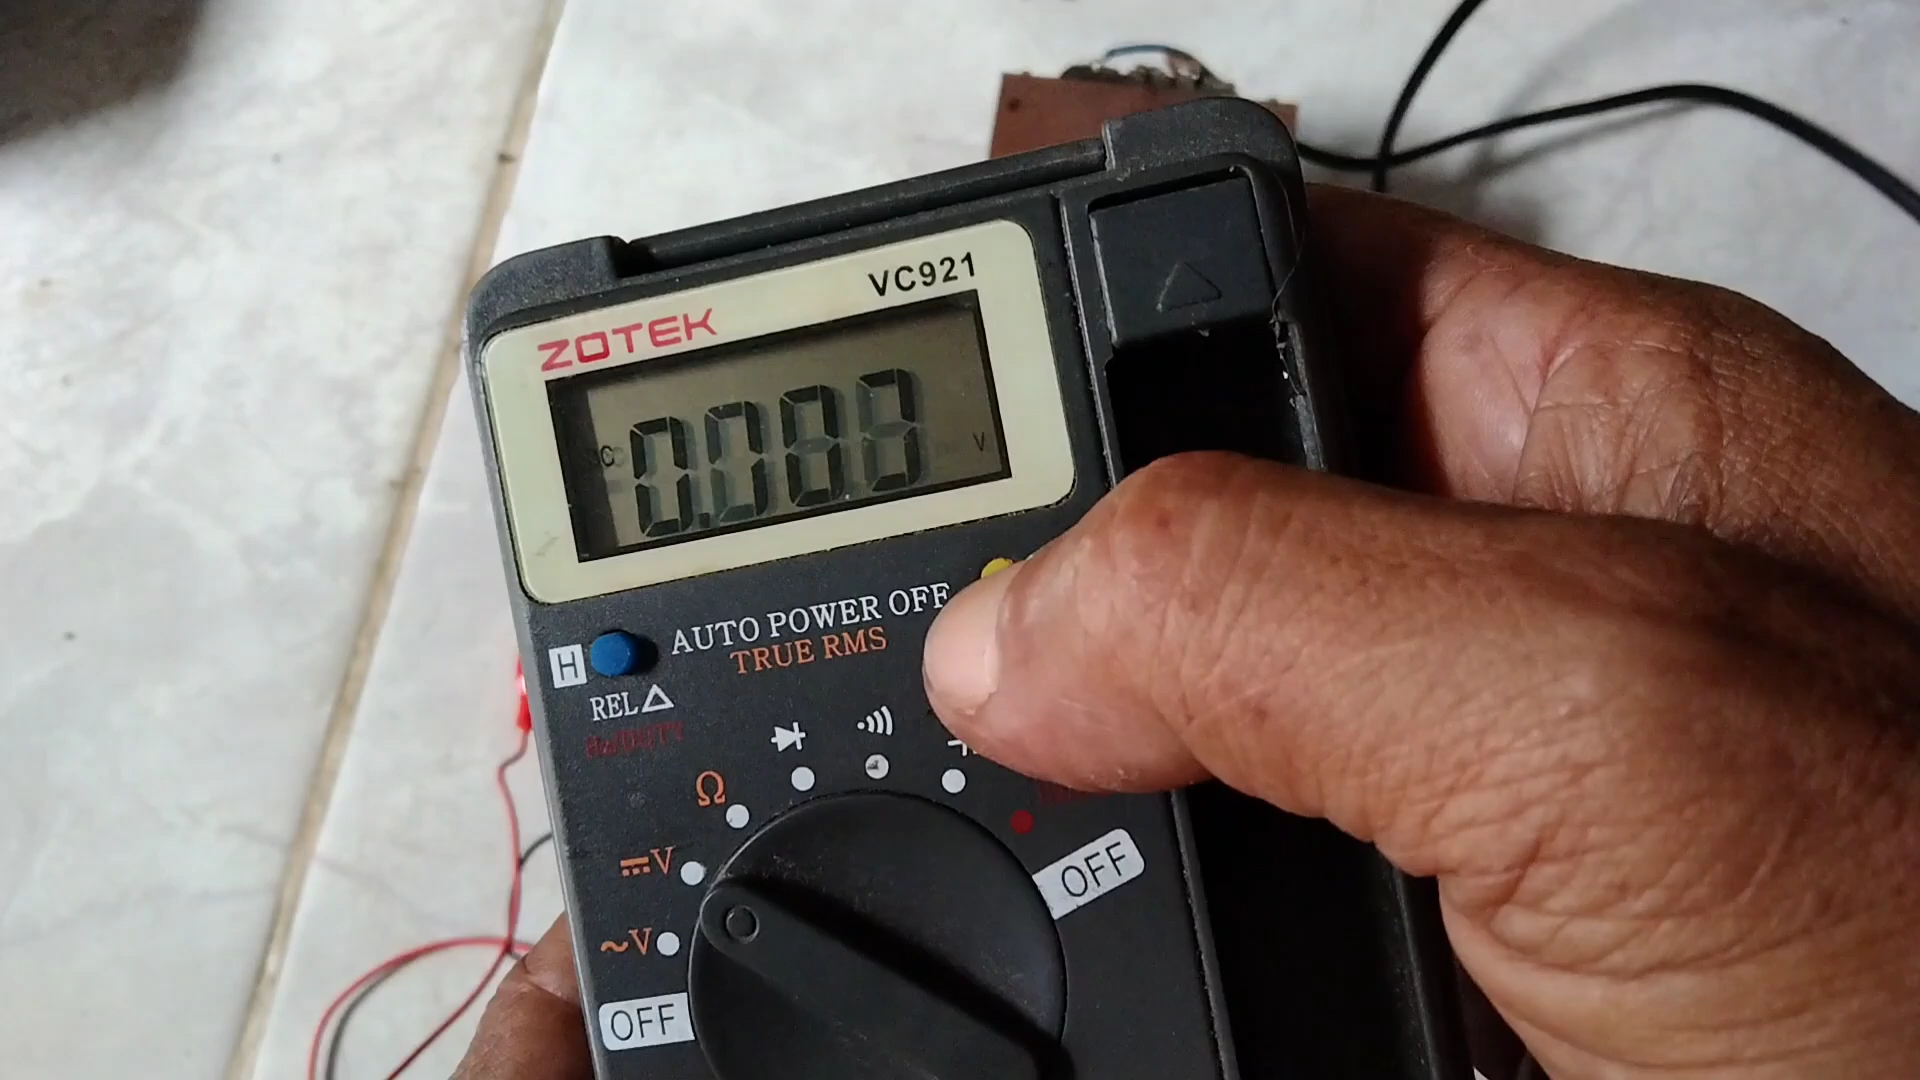 VC921
ZOTEK
C
V
AUTO POWER OFF
TRUE RMS
H
REL△
Ω
⎓V
~V
OFF
OFF